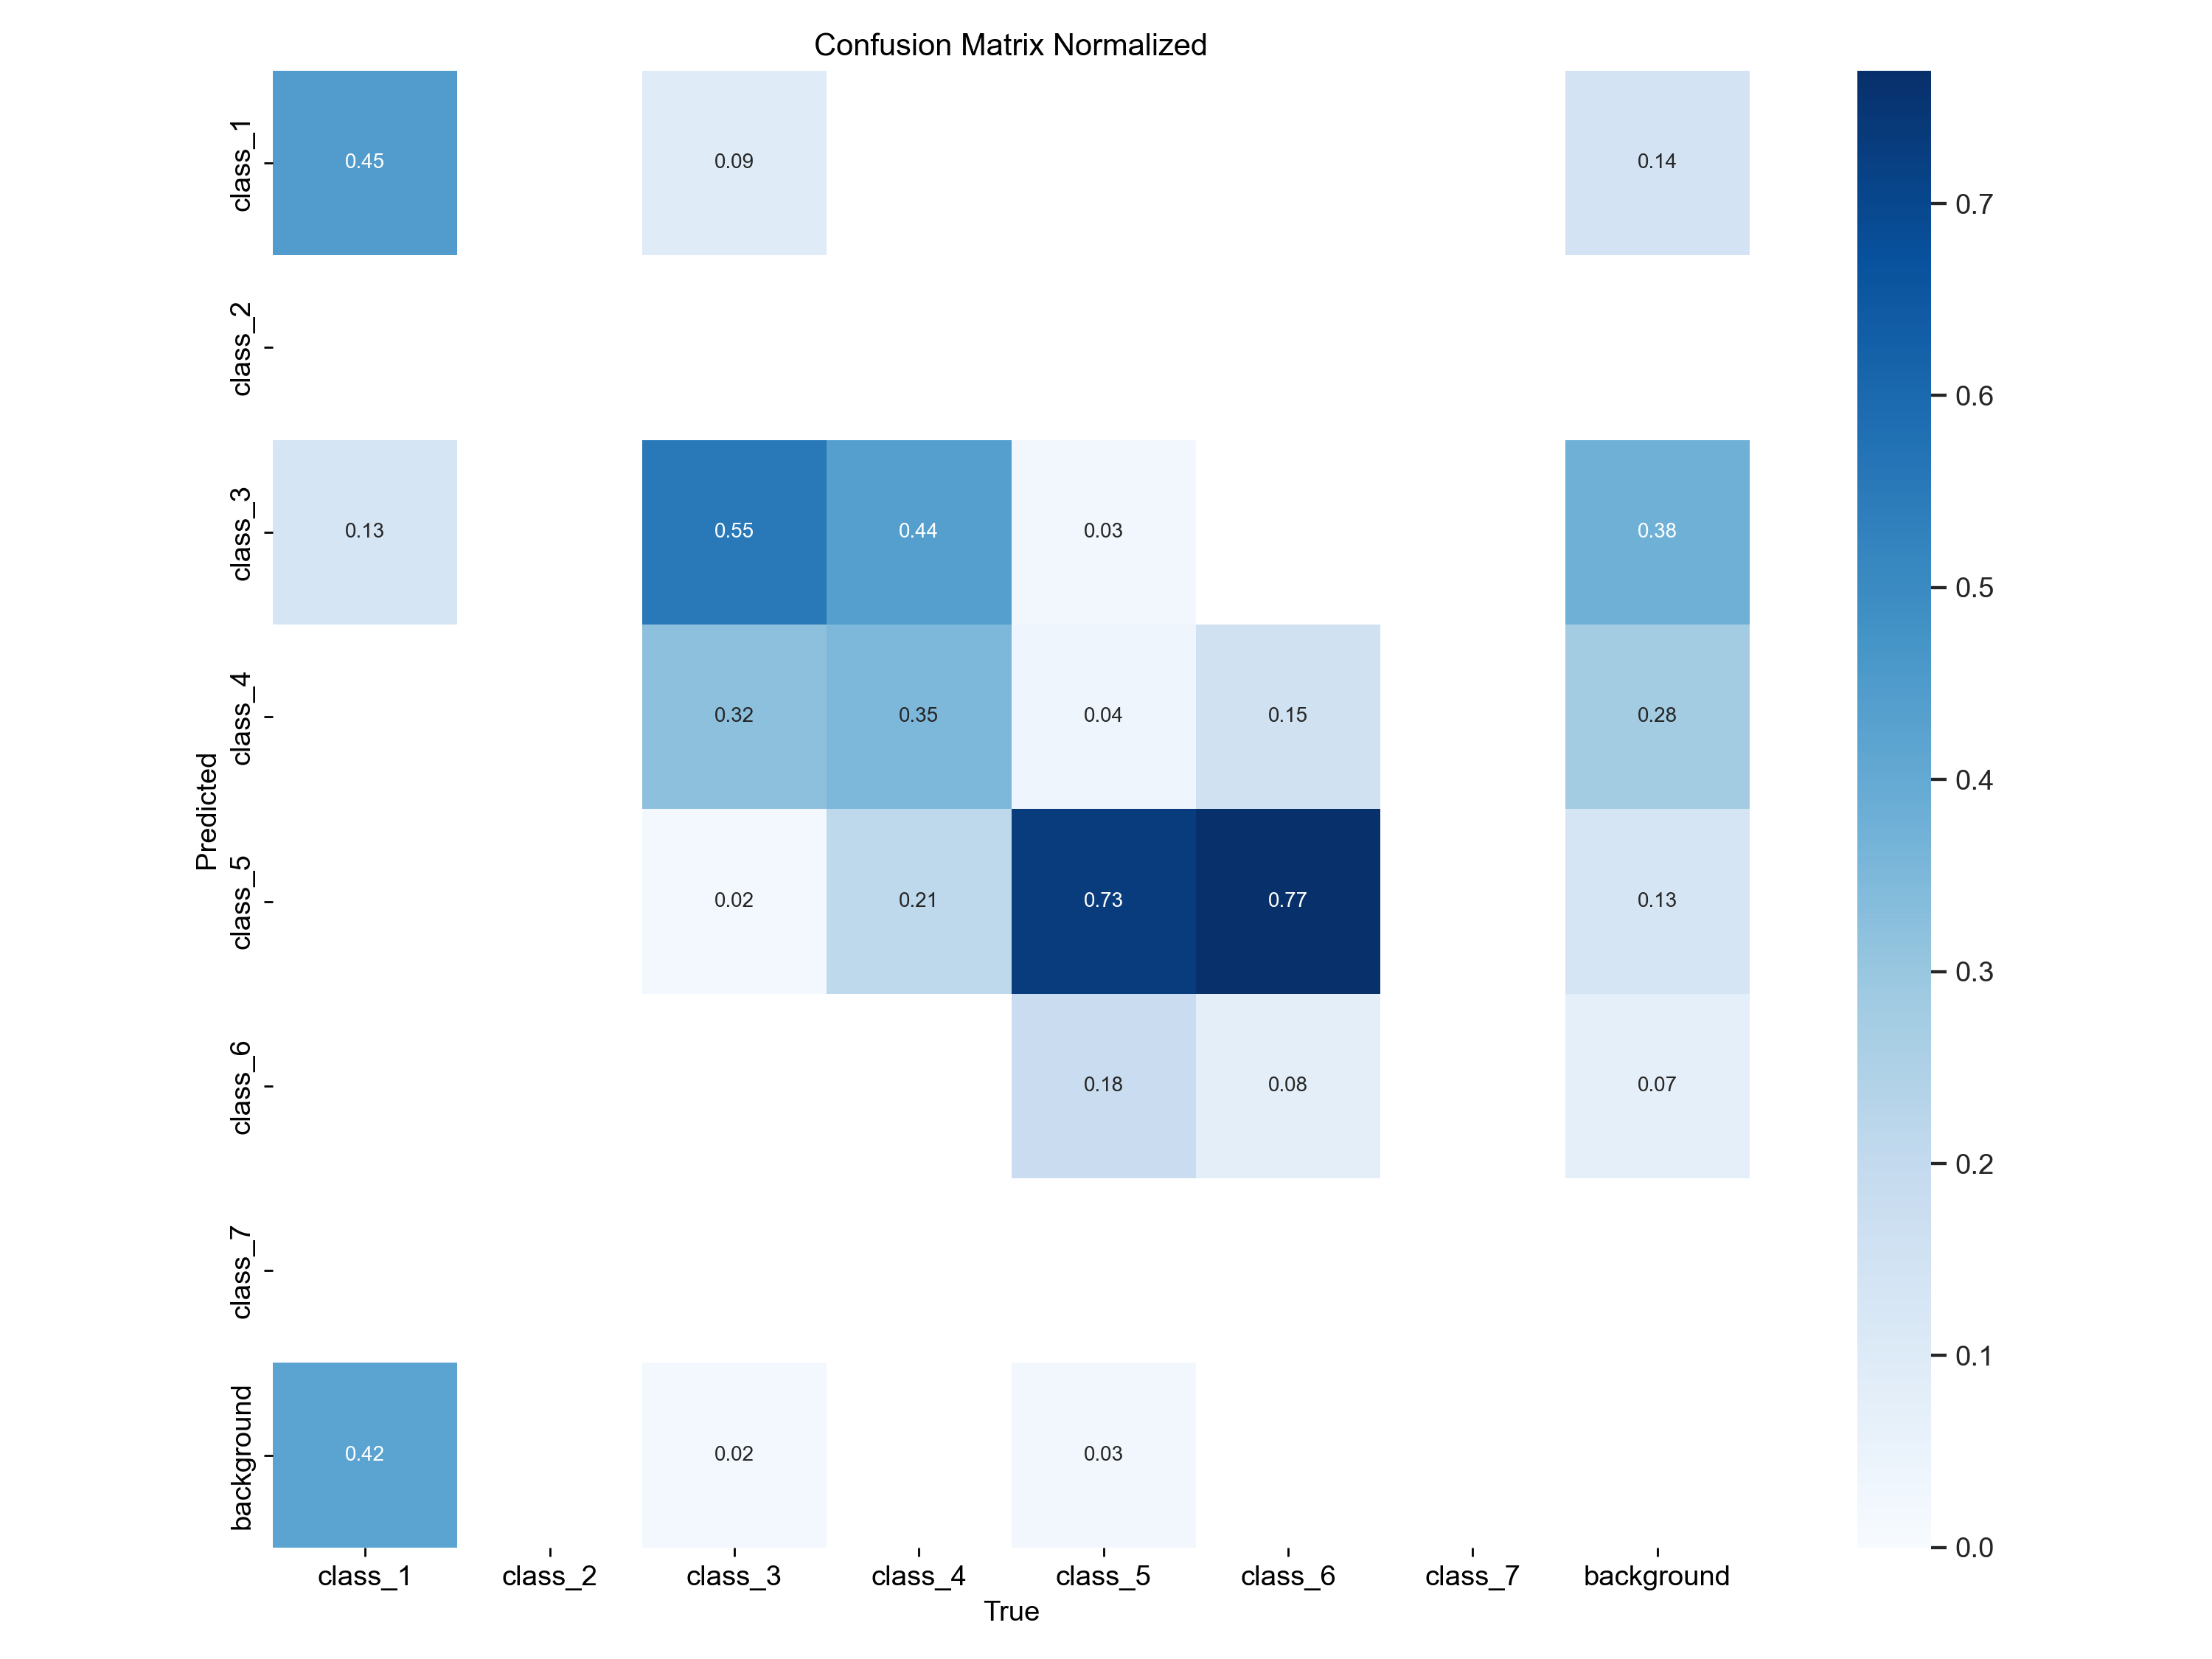 Confusion Matrix Normalized
class_1
0.45
0.09
0.14
class_2
class_3
0.13
0.55
0.44
0.03
0.38
class_4
0.32
0.35
0.04
0.15
0.28
class_5
0.02
0.21
0.73
0.77
0.13
class_6
0.18
0.08
0.07
class_7
background
0.42
0.02
0.03
Predicted
class_1
class_2
class_3
class_4
class_5
class_6
class_7
background
True
0.7
0.6
0.5
0.4
0.3
0.2
0.1
0.0